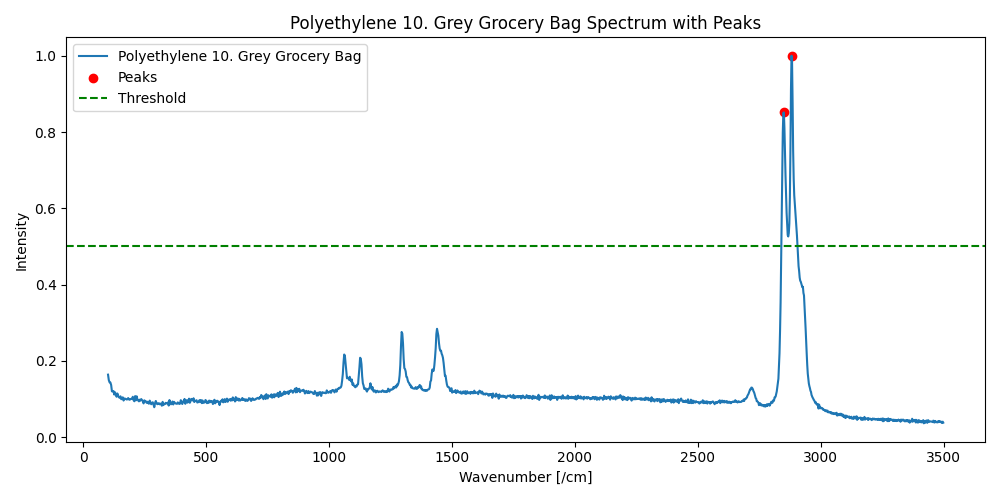 Polyethylene 10. Grey Grocery Bag Spectrum with Peaks
Polyethylene 10. Grey Grocery Bag
Peaks
Threshold
1.0
0.8
0.6
0.4
0.2
0.0
Intensity
0 500 1000 1500 2000 2500 3000 3500
Wavenumber [/cm]